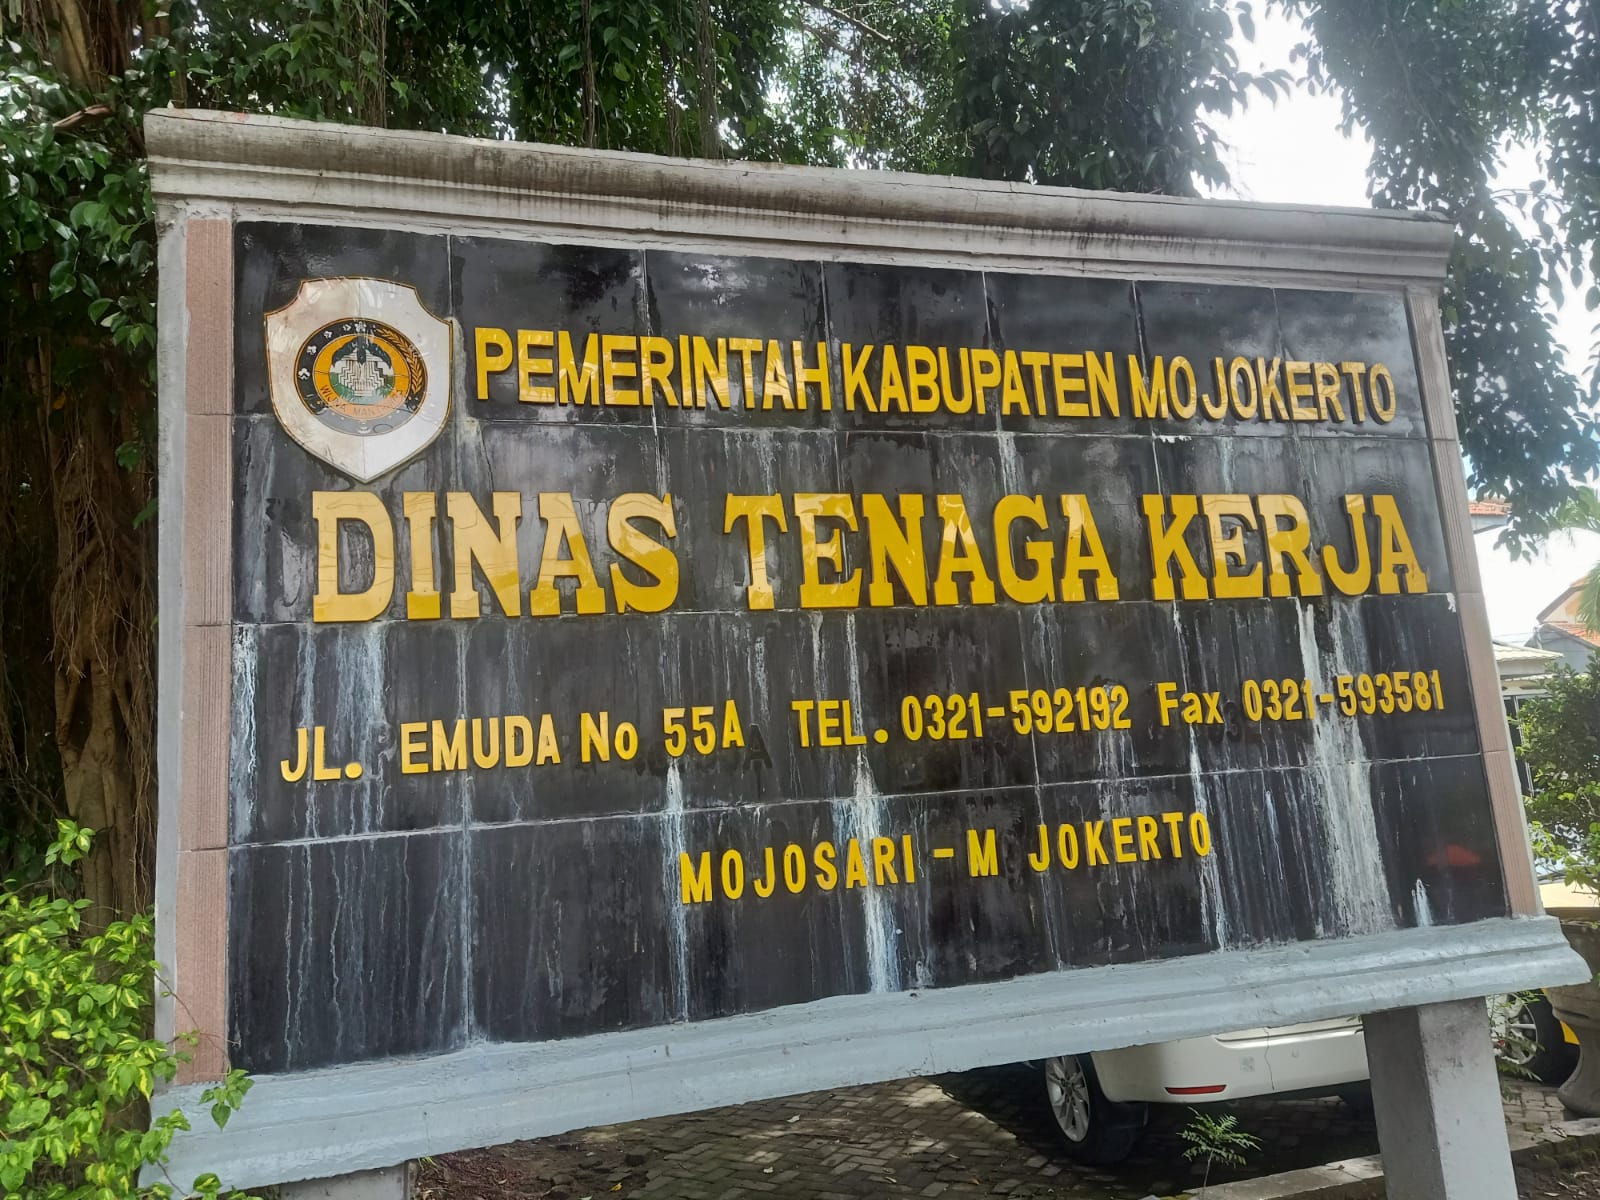 PEMERINTAH KABUPATEN MOJOKERTO
DINAS TENAGA KERJA
JL. EMUDA No 55A TEL. 0321-592192 Fax 0321-593581
MOJOSARI - M JOKERTO